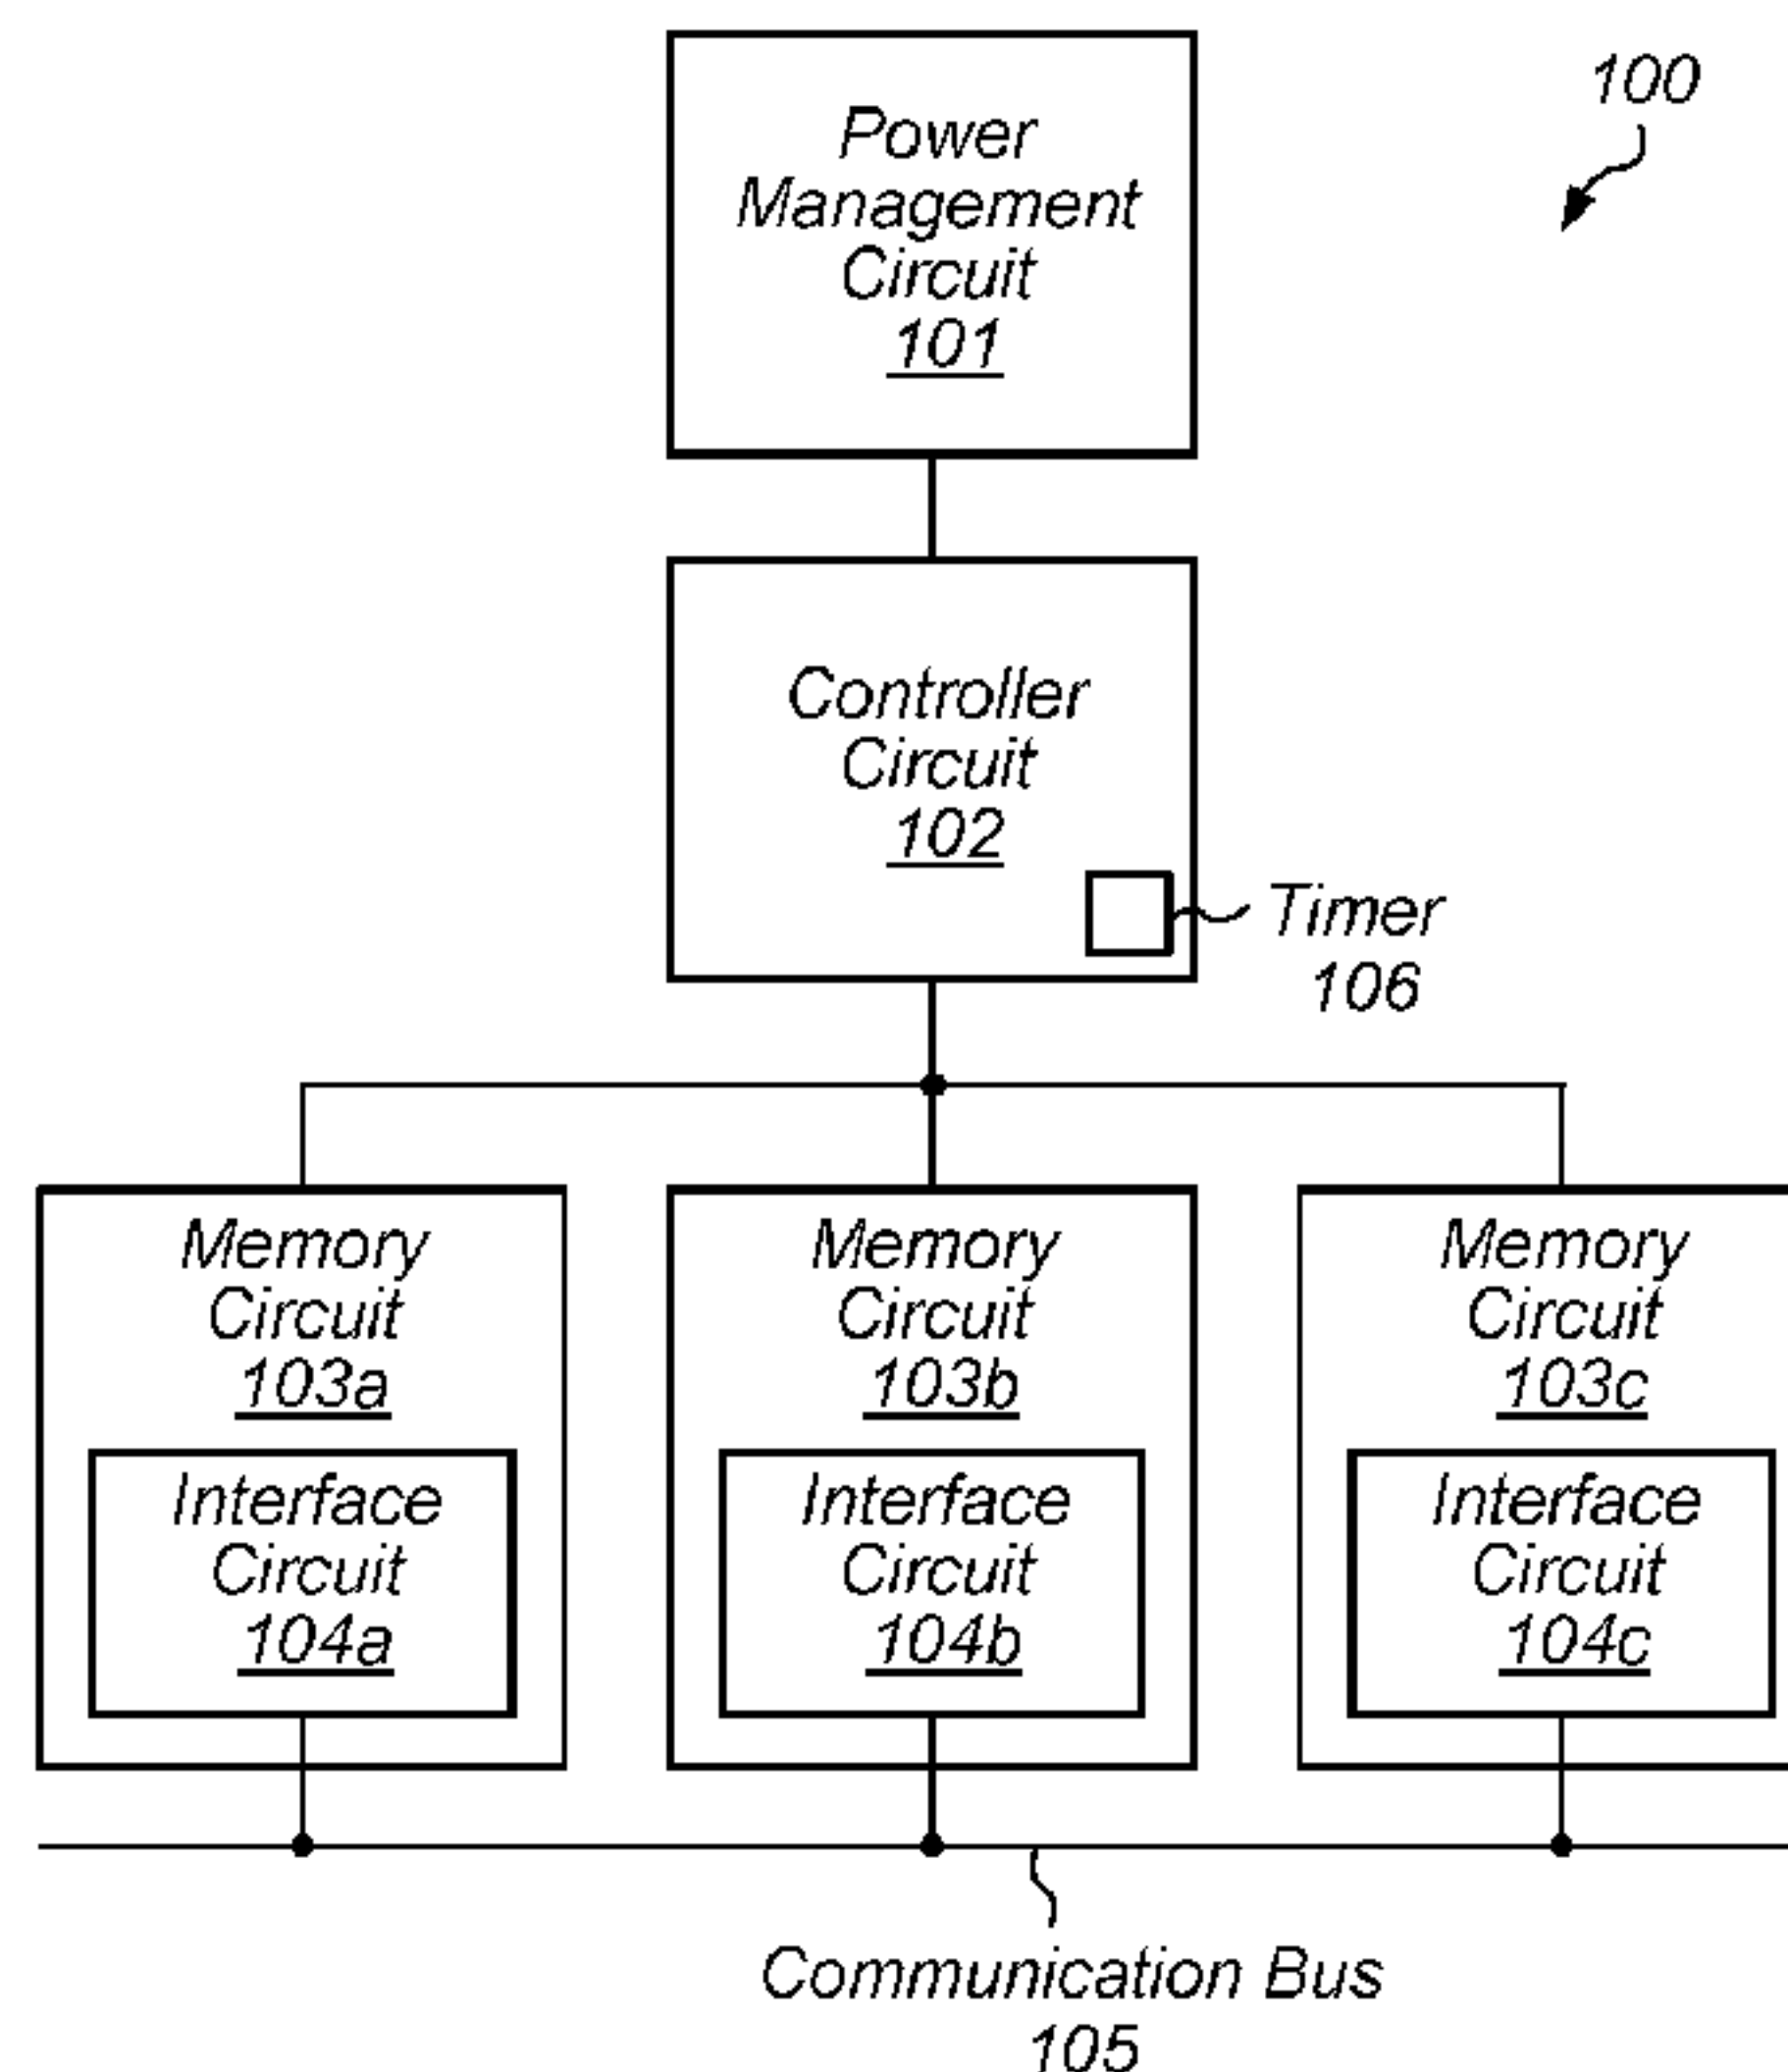 100
Power
Management
Circuit
101
Controller
Circuit
102
Timer
106
Memory
Circuit
103a
Interface
Circuit
104a
Memory
Circuit
103b
Interface
Circuit
104b
Memory
Circuit
103c
Interface
Circuit
104c
Communication Bus
105